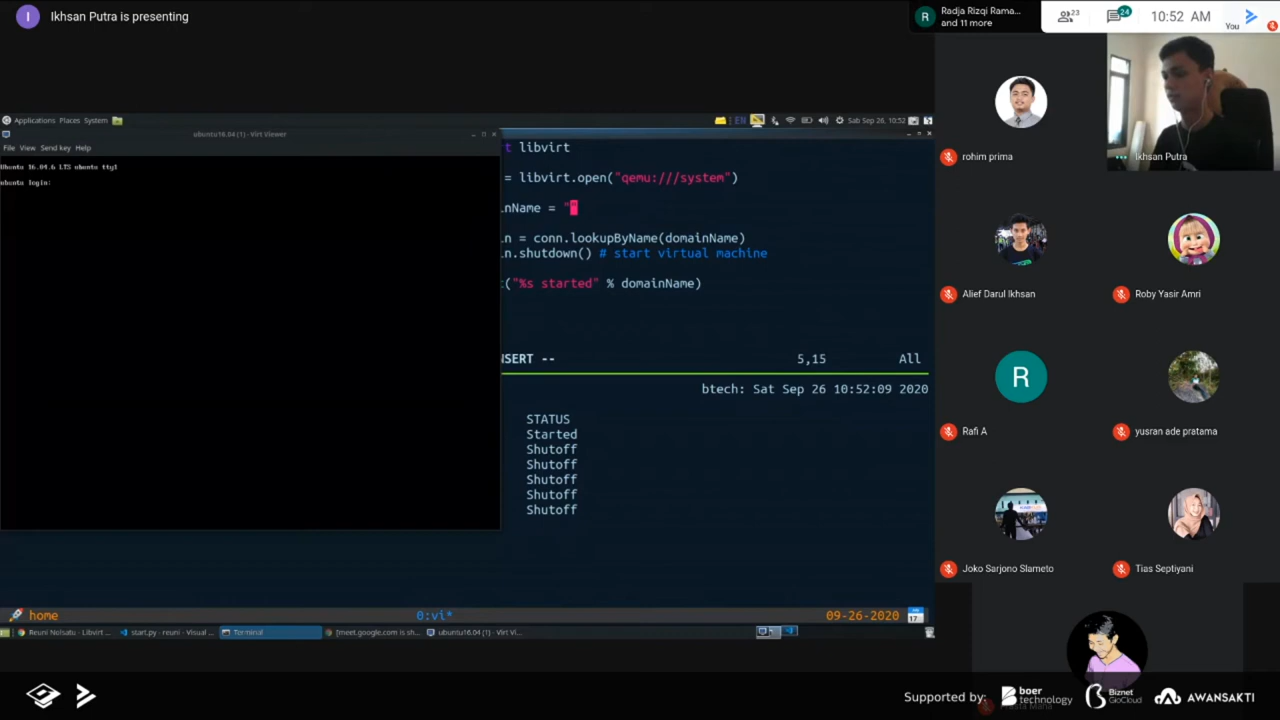 I
Ikhsan Putra is presenting
R
Radja Rizqi Rama...
and 11 more
23
24
10:52 AM
You
Applications Places System
EN
Sab Sep 26, 10:52
ubuntu16.04 (1) - Virt Viewer
File View Send key Help
Ubuntu 16.04.6 LTS ubuntu tty1
ubuntu login:
t libvirt
= libvirt.open("qemu:///system")
inName = ""
n = conn.lookupByName(domainName)
n.shutdown() # start virtual machine
t("%s started" % domainName)
NSERT --
5,15
All
btech: Sat Sep 26 10:52:09 2020
STATUS
Started
Shutoff
Shutoff
Shutoff
Shutoff
Shutoff
home
0:vi*
09-26-2020
17
Reuni Nolsatu - Libvirt ...
start.py - reuni - Visual ...
Terminal
[meet.google.com is sh...
ubuntu16.04 (1) - Virt Vi...
rohim prima
Ikhsan Putra
Alief Darul Ikhsan
Roby Yasir Amri
R
Rafi A
yusran ade pratama
Joko Sarjono Slameto
Tias Septiyani
Supported by:
boer
technology
Biznet
GioCloud
AWANSAKTI